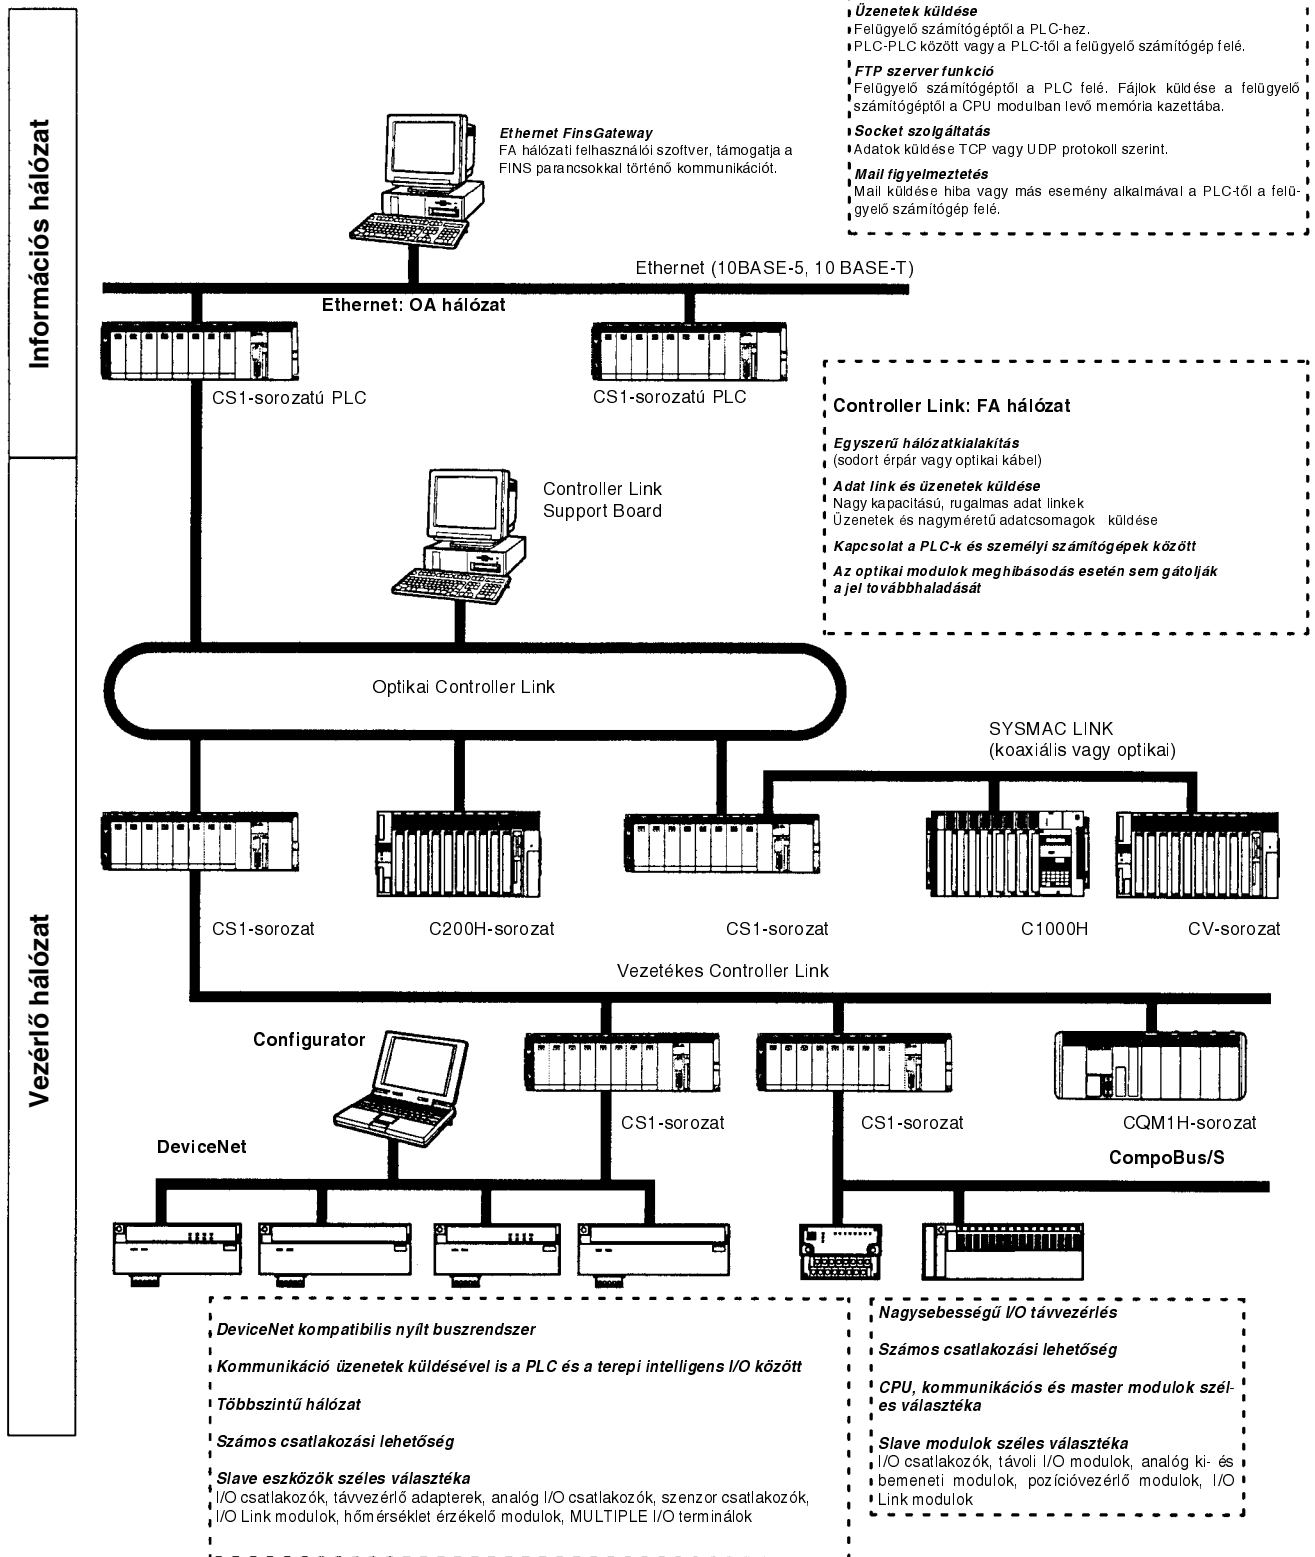 Üzenetek küldése
Felügyelő számítógéptől a PLC-hez.
PLC-PLC között vagy a PLC-től a felügyelő számítógép felé.
FTP szerver funkció
Felügyelő számítógéptől a PLC felé. Fájlok küldése a felügyelő
számítógéptől a CPU modulban levő memória kazettába.
Socket szolgáltatás
Adatok küldése TCP vagy UDP protokoll szerint.
Mail figyelmeztetés
Mail küldése hiba vagy más esemény alkalmával a PLC-től a felü-
gyelő számítógép felé.
Információs hálózat
Ethernet FinsGateway
FA hálózati felhasználói szoftver, támogatja a
FINS parancsokkal történő kommunikációt.
Ethernet (10BASE-5, 10 BASE-T)
Ethernet: OA hálózat
CS1-sorozatú PLC
CS1-sorozatú PLC
Controller Link: FA hálózat
Egyszerű hálózatkialakítás
(sodort érpár vagy optikai kábel)
Adat link és üzenetek küldése
Nagy kapacitású, rugalmas adat linkek
Üzenetek és nagyméretű adatcsomagok küldése
Kapcsolat a PLC-k és személyi számítógépek között
Az optikai modulok meghibásodás esetén sem gátolják
a jel továbbhaladását
Vezérlő hálózat
Controller Link
Support Board
Optikai Controller Link
SYSMAC LINK
(koaxiális vagy optikai)
CS1-sorozat
C200H-sorozat
CS1-sorozat
C1000H
CV-sorozat
Vezetékes Controller Link
Configurator
CS1-sorozat
CS1-sorozat
CQM1H-sorozat
DeviceNet
CompoBus/S
DeviceNet kompatibilis nyílt buszrendszer
Kommunikáció üzenetek küldésével is a PLC és a terepi intelligens I/O között
Többszintű hálózat
Számos csatlakozási lehetőség
Slave eszközök széles választéka
I/O csatlakozók, távvezérlő adapterek, analóg I/O csatlakozók, szenzor csatlakozók,
I/O Link modulok, hőmérséklet érzékelő modulok, MULTIPLE I/O terminálok
Nagysebességű I/O távvezérlés
Számos csatlakozási lehetőség
CPU, kommunikációs és master modulok szél-
es választéka
Slave modulok széles választéka
I/O csatlakozók, távoli I/O modulok, analóg ki- és
bemeneti modulok, pozícióvezérlő modulok, I/O
Link modulok